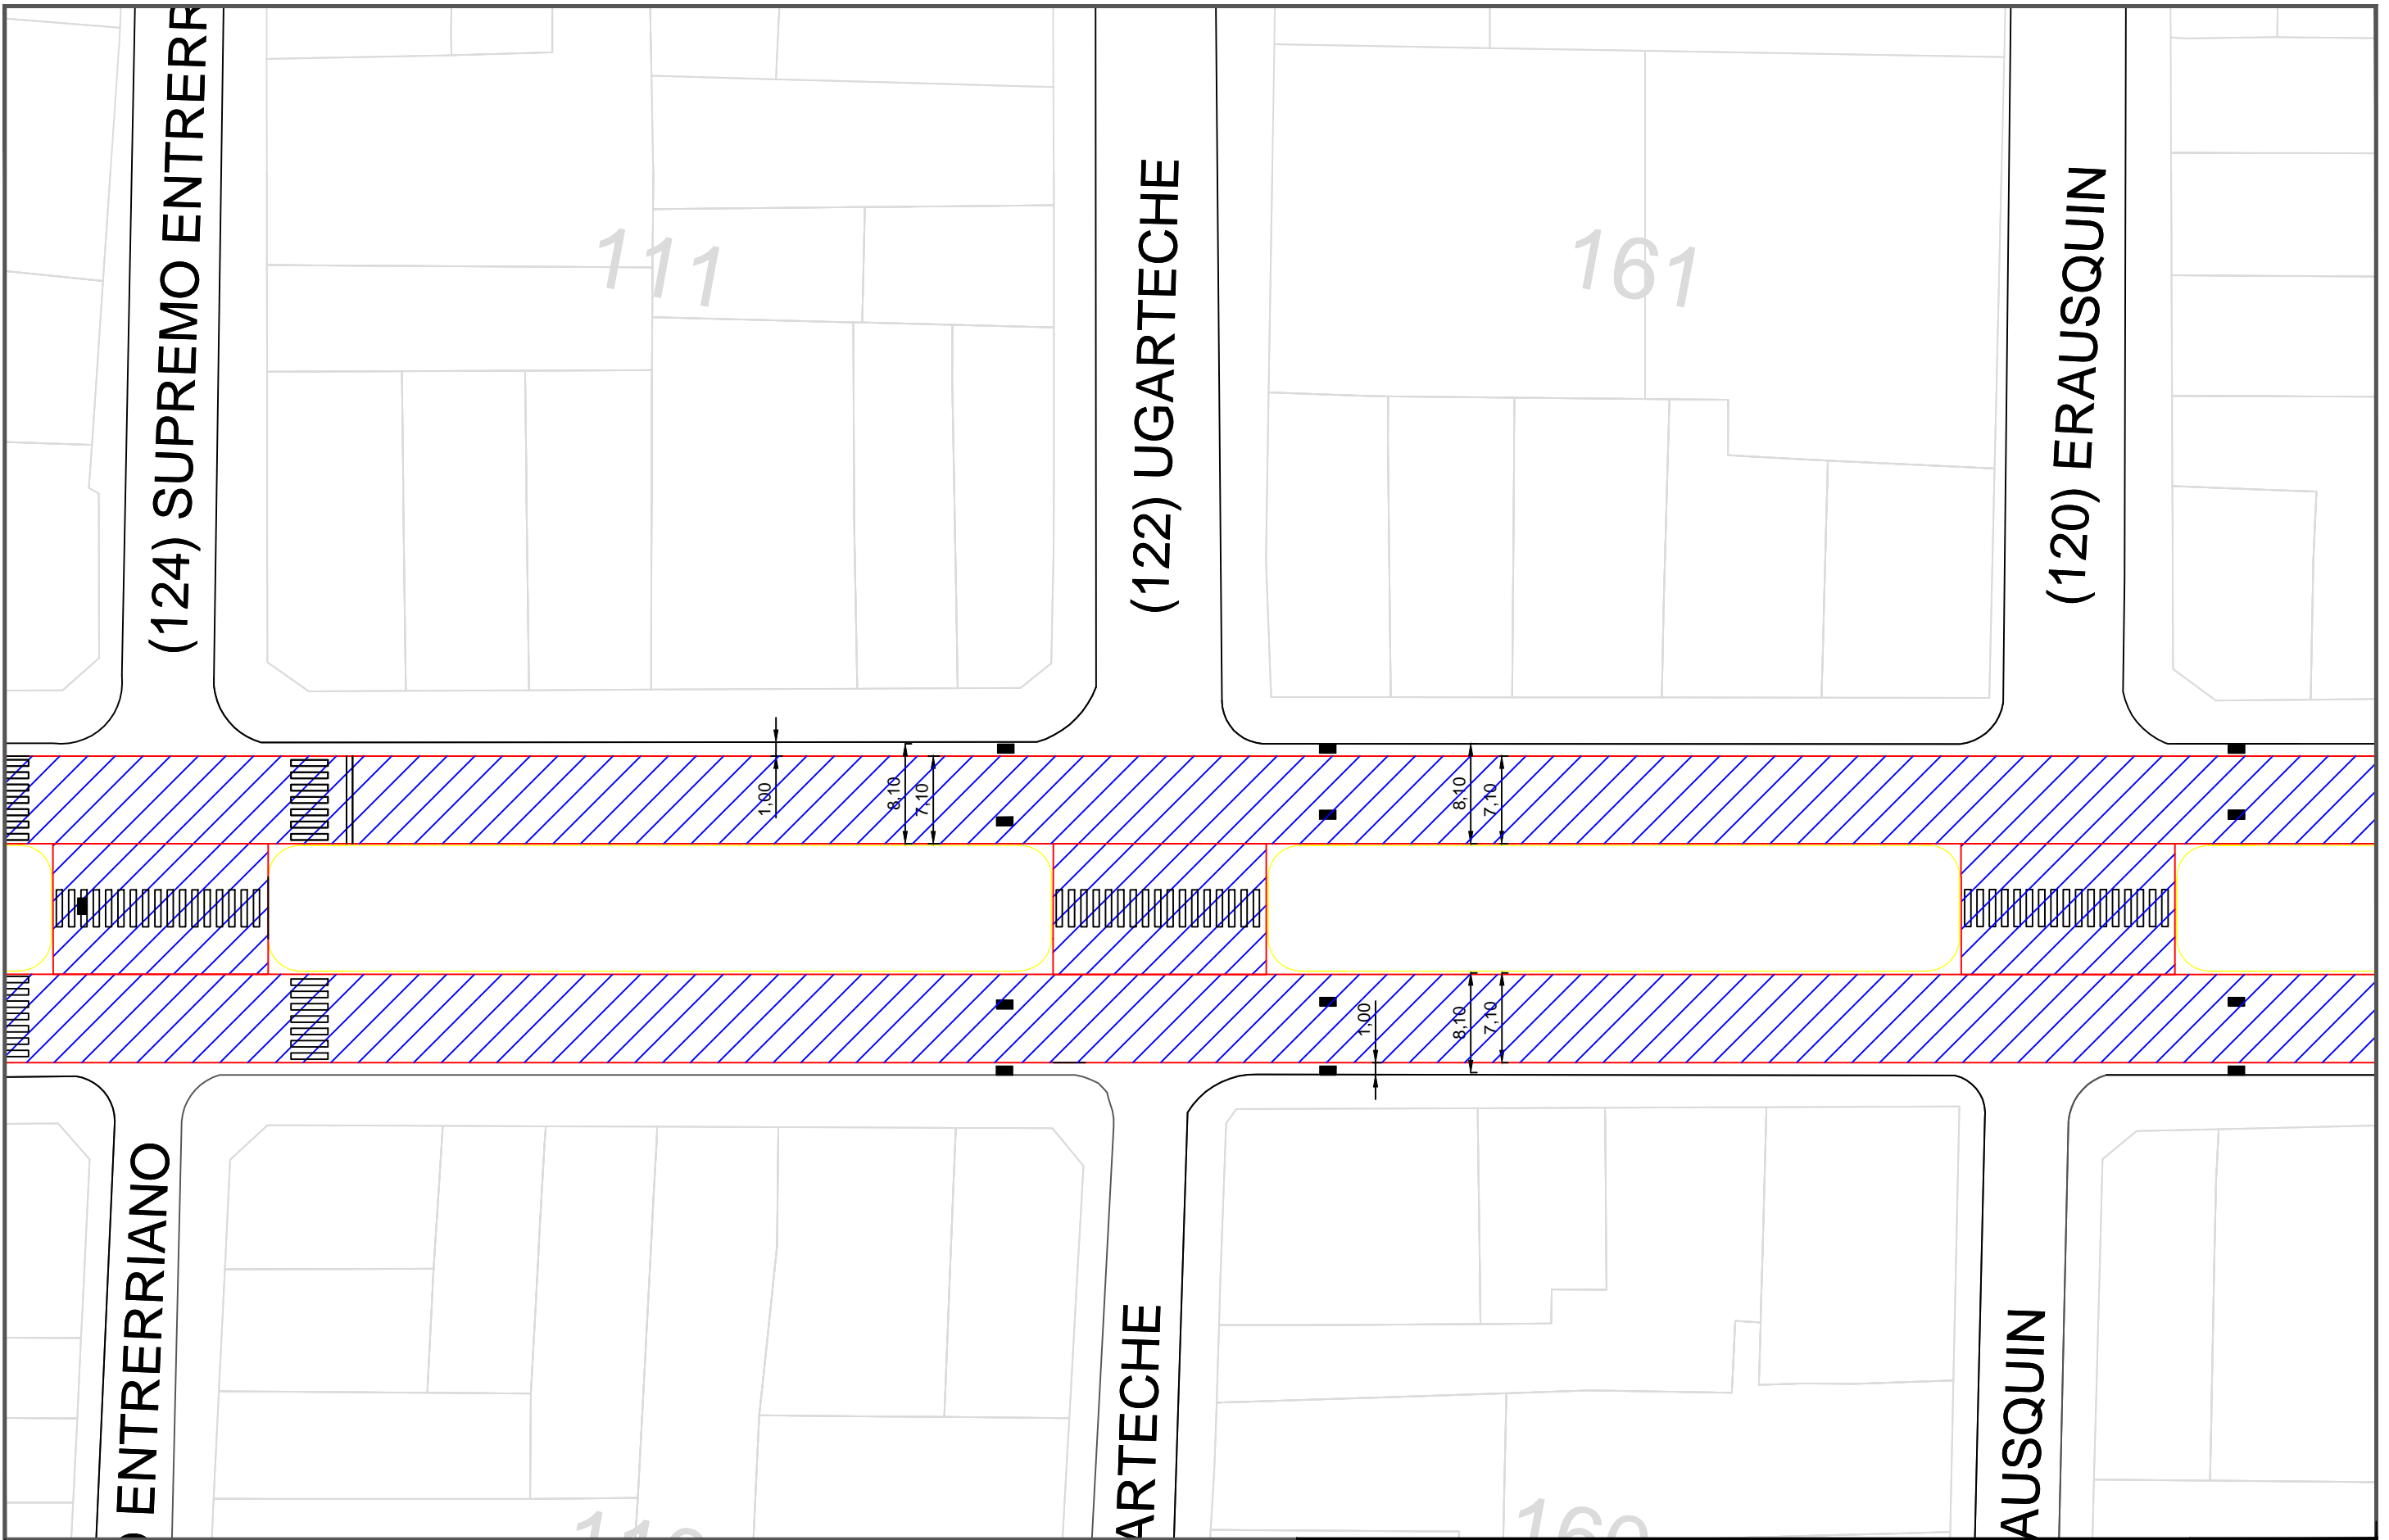 (124) SUPREMO ENTRERR
111
(122) UGARTECHE
161
(120) ERAUSQUIN
1,00
8,10
7,10
8,10
7,10
1,00
8,10
7,10
ENTRERRIANO
ARTECHE
AUSQUIN